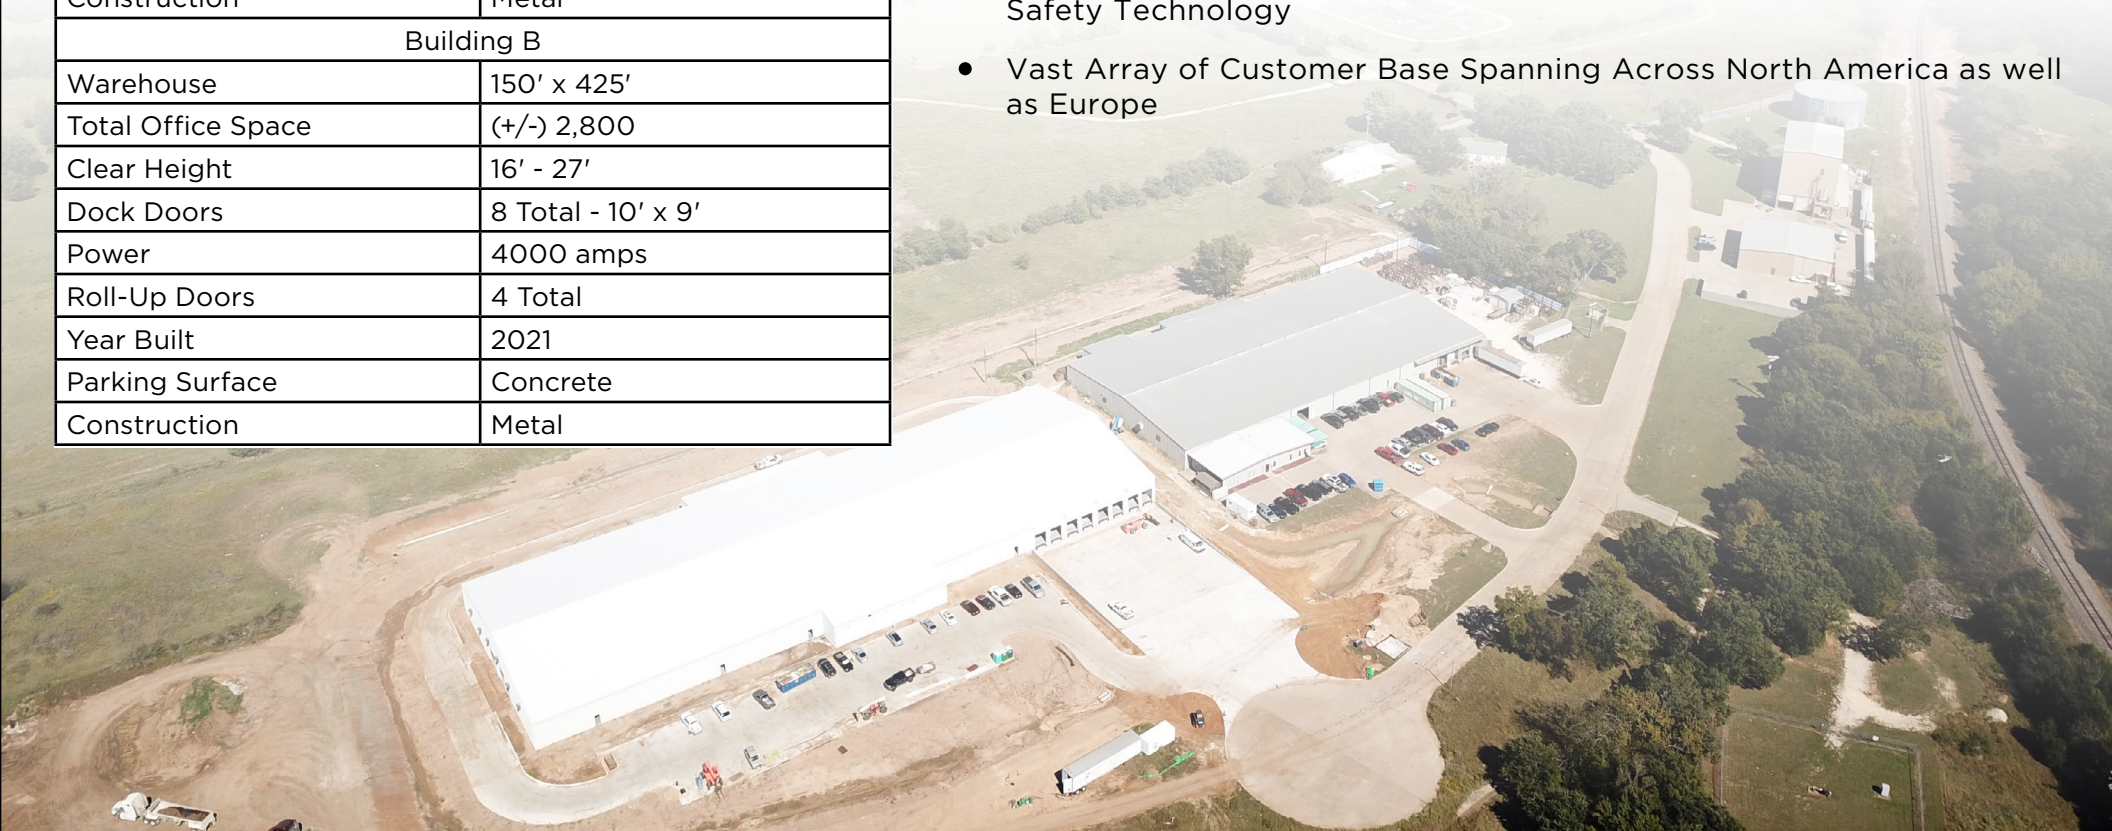 Construction Metal
Building B
Warehouse 150' x 425'
Total Office Space (+/-) 2,800
Clear Height 16' - 27'
Dock Doors 8 Total - 10' x 9'
Power 4000 amps
Roll-Up Doors 4 Total
Year Built 2021
Parking Surface Concrete
Construction Metal
Safety Technology
• Vast Array of Customer Base Spanning Across North America as well
as Europe